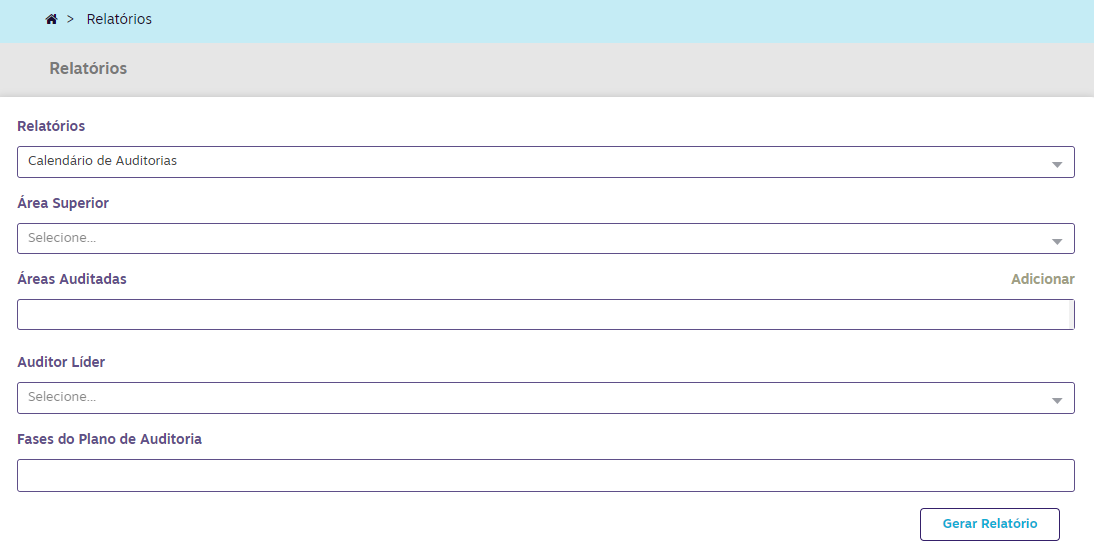 > Relatórios
Relatórios
Relatórios
Calendário de Auditorias
Área Superior
Selecione...
Áreas Auditadas
Adicionar
Auditor Líder
Selecione...
Fases do Plano de Auditoria
Gerar Relatório